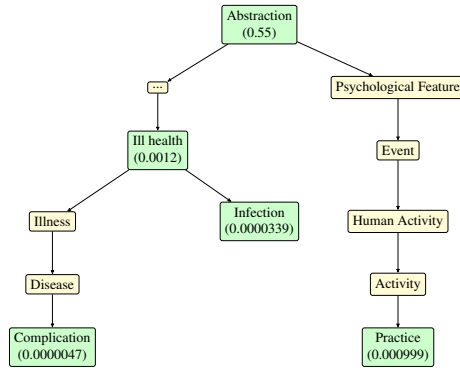 Abstraction
(0.55)
...
Psychological Feature
Ill health
(0.0012)
Event
Illness
Infection
(0.0000339)
Human Activity
Disease
Activity
Complication
(0.0000047)
Practice
(0.000999)